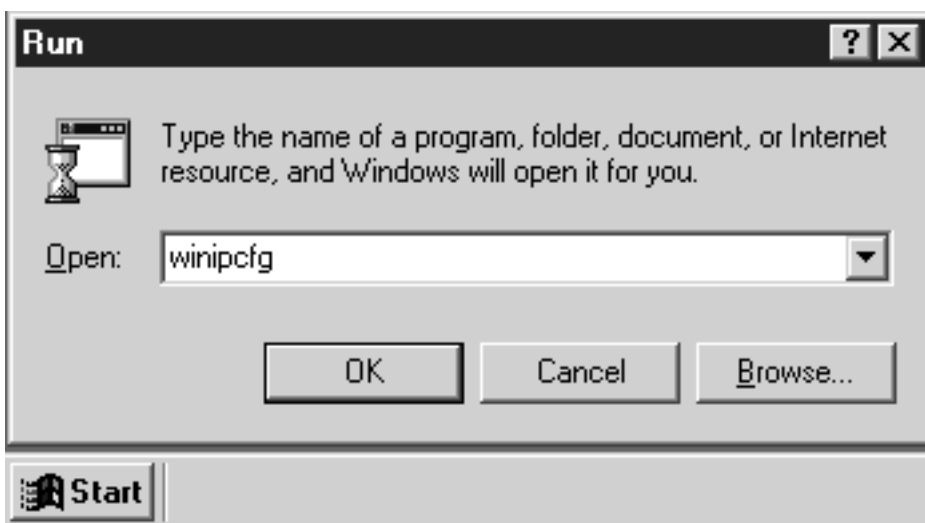 Run
Type the name of a program, folder, document, or Internet
resource, and Windows will open it for you.
Open: winipcfg
OK Cancel Browse...
Start